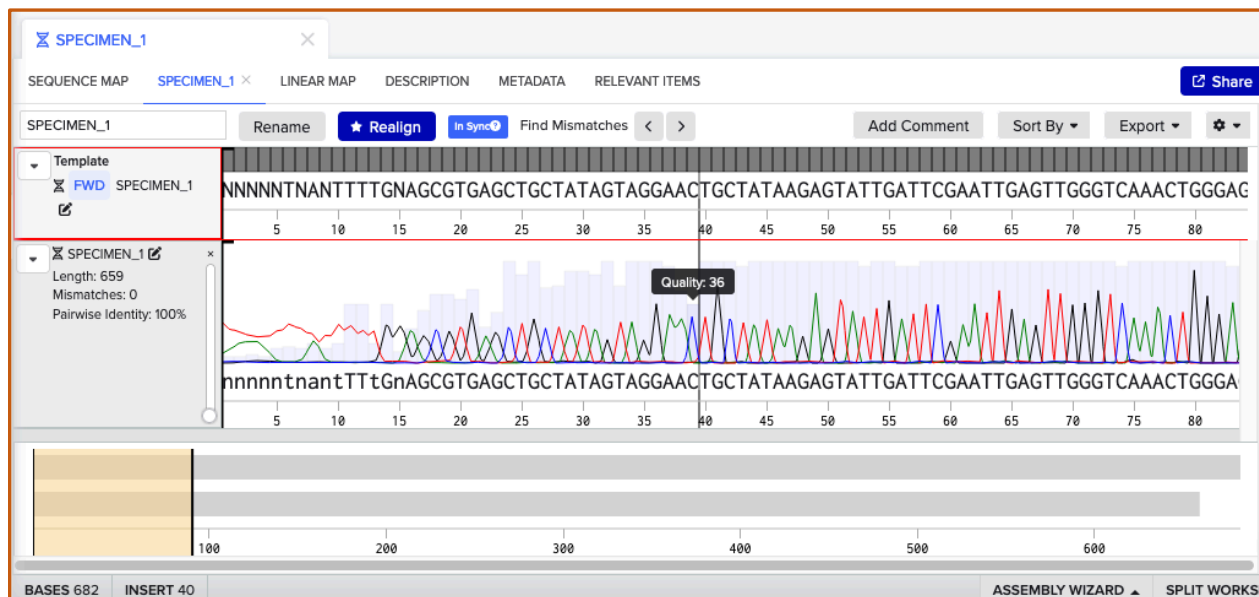 SPECIMEN_1
SEQUENCE MAP SPECIMEN_1 LINEAR MAP DESCRIPTION METADATA RELEVANT ITEMS Share
SPECIMEN_1 Rename Realign In Sync Find Mismatches Add Comment Sort By Export
Template
FWD SPECIMEN_1
NNNNNTNANTTTTGNAGCGTGAGCTGCTATAGTAGGAACTGCTATAAGAGTATTGATTCGAATTGAGTTGGGTCAAACTGGGAG
5 10 15 20 25 30 35 40 45 50 55 60 65 70 75 80
SPECIMEN_1
Length: 659
Mismatches: 0
Pairwise Identity: 100%
Quality: 36
nnnnntnantTTtGnAGCGTGAGCTGCTATAGTAGGAACTGCTATAAGAGTATTGATTCGAATTGAGTTGGGTCAAACTGGGA
5 10 15 20 25 30 35 40 45 50 55 60 65 70 75 80
100 200 300 400 500 600
BASES 682 INSERT 40 ASSEMBLY WIZARD SPLIT WORKS